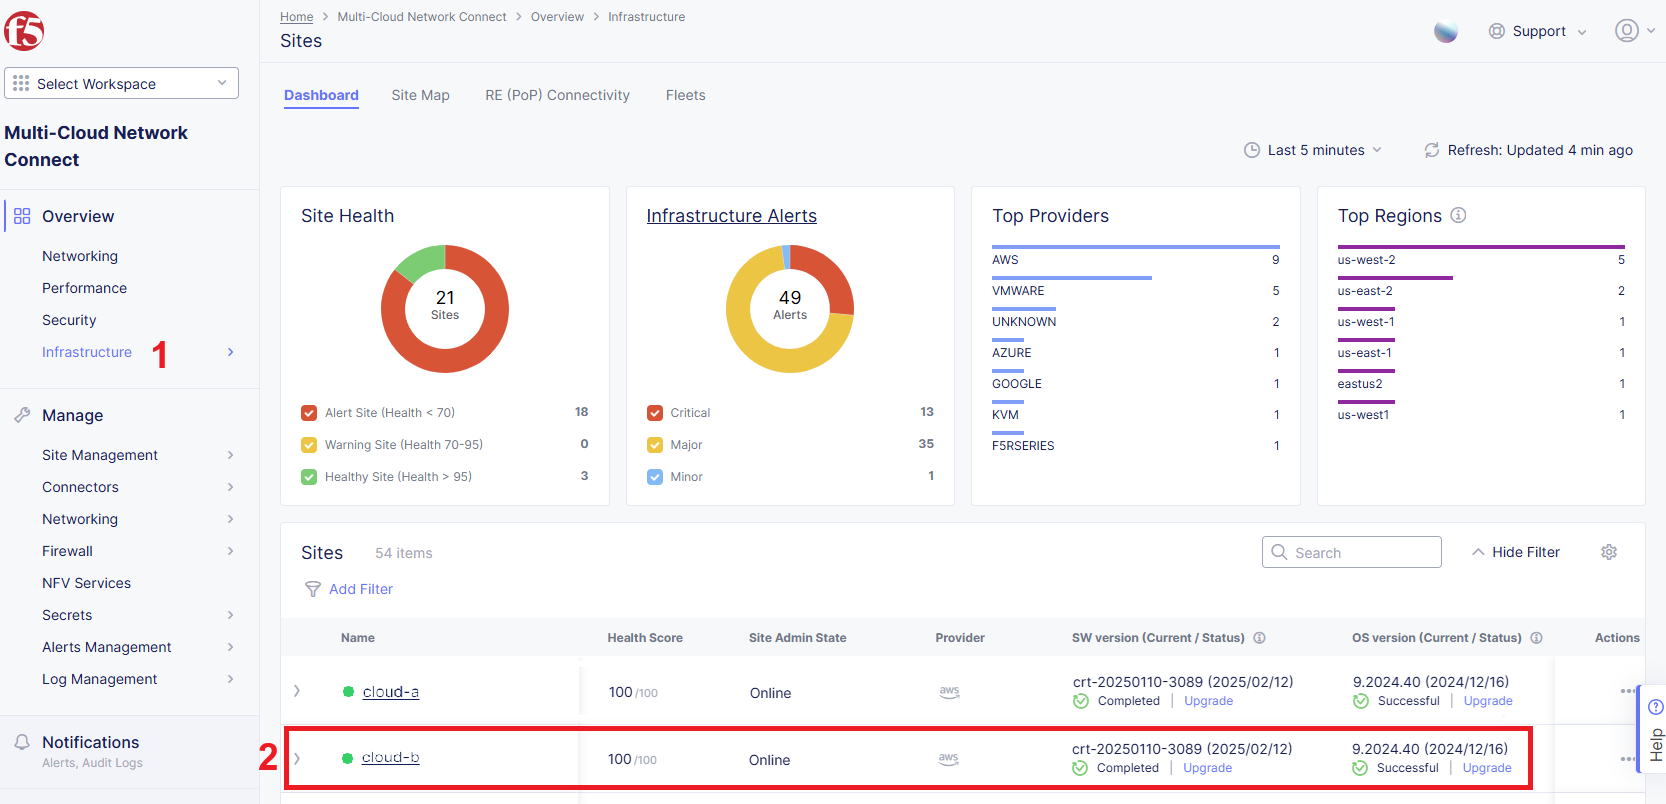 f5
Home > Multi-Cloud Network Connect > Overview > Infrastructure
Sites
Support
Select Workspace
Multi-Cloud Network
Connect
Overview
Networking
Performance
Security
Infrastructure
1
Manage
Site Management
Connectors
Networking
Firewall
NFV Services
Secrets
Alerts Management
Log Management
Notifications
Alerts, Audit Logs
Dashboard Site Map RE (PoP) Connectivity Fleets
Last 5 minutes Refresh: Updated 4 min ago
Site Health
21
Sites
Alert Site (Health < 70) 18
Warning Site (Health 70-95) 0
Healthy Site (Health > 95) 3
Infrastructure Alerts
49
Alerts
Critical 13
Major 35
Minor 1
Top Providers
AWS 9
VMWARE 5
UNKNOWN 2
AZURE 1
GOOGLE 1
KVM 1
F5RSERIES 1
Top Regions
us-west-2 5
us-east-2 2
us-west-1 1
us-east-1 1
eastus2 1
us-west1 1
Sites 54 items
Search
Hide Filter
Add Filter
Name Health Score Site Admin State Provider SW version (Current / Status) OS version (Current / Status) Actions
cloud-a 100 /100 Online aws crt-20250110-3089 (2025/02/12) 9.2024.40 (2024/12/16)
Completed | Upgrade Successful | Upgrade
2
cloud-b 100 /100 Online aws crt-20250110-3089 (2025/02/12) 9.2024.40 (2024/12/16)
Completed | Upgrade Successful | Upgrade
Help